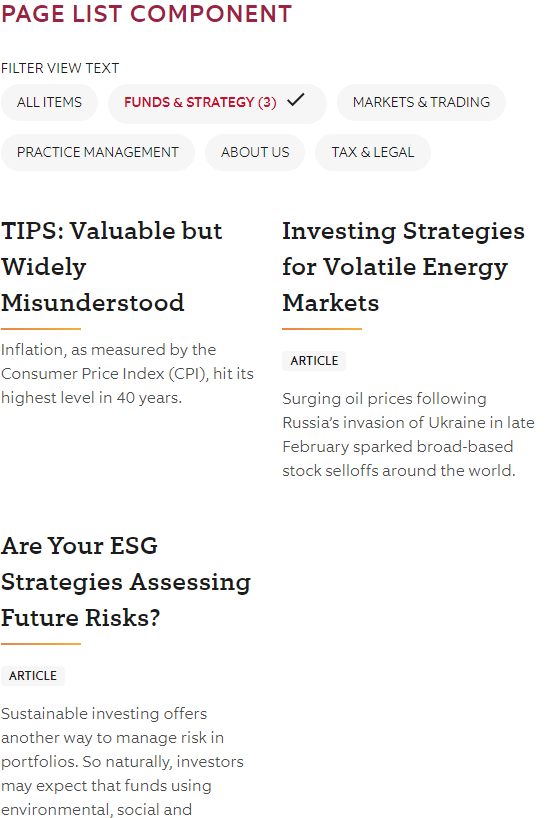 PAGE LIST COMPONENT
FILTER VIEW TEXT
ALL ITEMS
FUNDS & STRATEGY (3)
MARKETS & TRADING
PRACTICE MANAGEMENT
ABOUT US
TAX & LEGAL
TIPS: Valuable but
Widely
Misunderstood
Inflation, as measured by the
Consumer Price Index (CPI), hit its
highest level in 40 years.
Investing Strategies
for Volatile Energy
Markets
ARTICLE
Surging oil prices following
Russia’s invasion of Ukraine in late
February sparked broad-based
stock selloffs around the world.
Are Your ESG
Strategies Assessing
Future Risks?
ARTICLE
Sustainable investing offers
another way to manage risk in
portfolios. So naturally, investors
may expect that funds using
environmental, social and